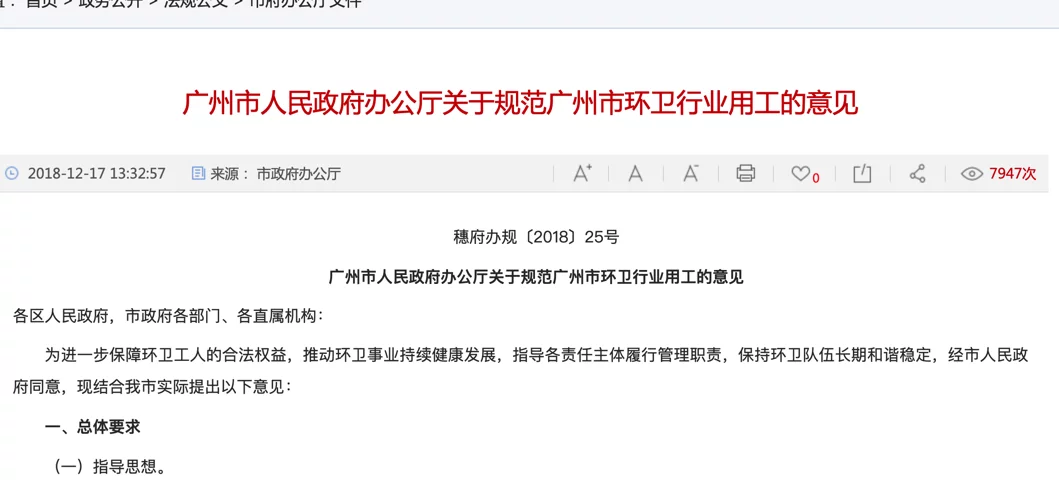 置： 首页 > 政务公开 > 法规公文 > 市府办公厅文件
广州市人民政府办公厅关于规范广州市环卫行业用工的意见
2018-12-17 13:32:57 来源： 市政府办公厅 A+ A A- 0 7947次
穗府办规〔2018〕25号
广州市人民政府办公厅关于规范广州市环卫行业用工的意见
各区人民政府，市政府各部门、各直属机构：
为进一步保障环卫工人的合法权益，推动环卫事业持续健康发展，指导各责任主体履行管理职责，保持环卫队伍长期和谐稳定，经市人民政
府同意，现结合我市实际提出以下意见：
一、总体要求
（一）指导思想。